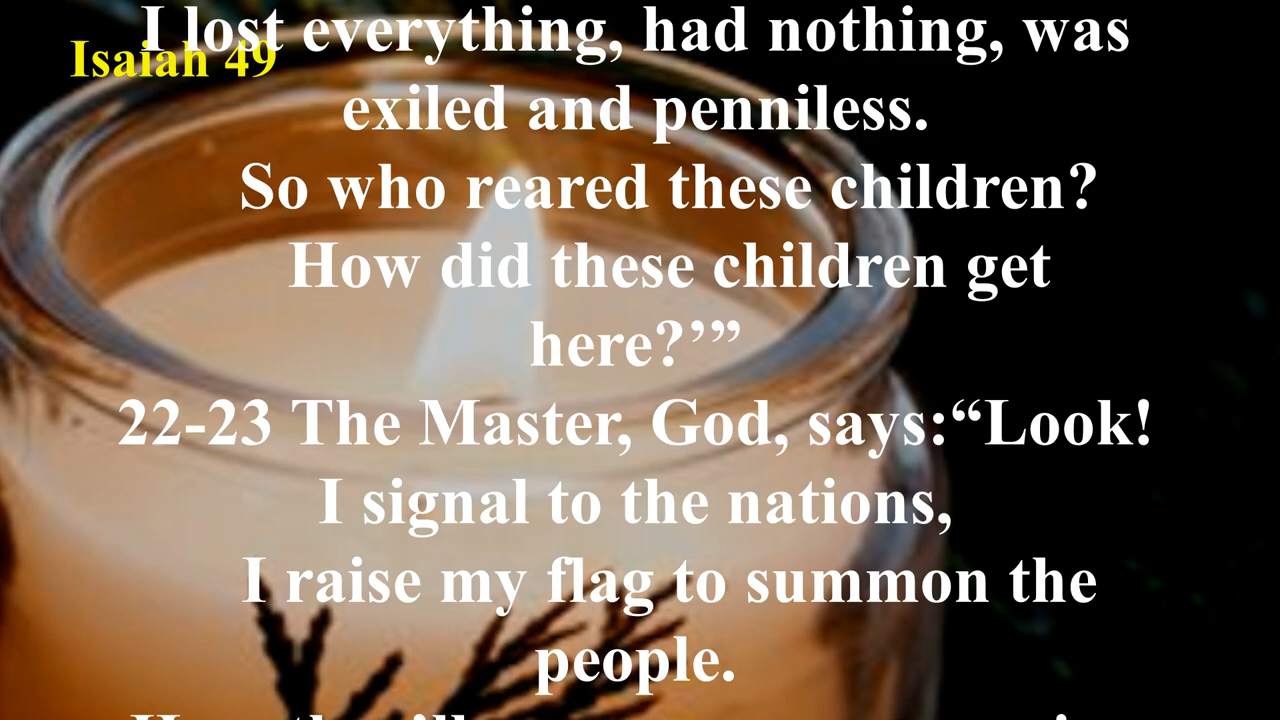 I lost everything, had nothing, was
Isaiah 49
exiled and penniless.
So who reared these children?
How did these children get
here?’”
22-23 The Master, God, says:“Look!
I signal to the nations,
I raise my flag to summon the
people.